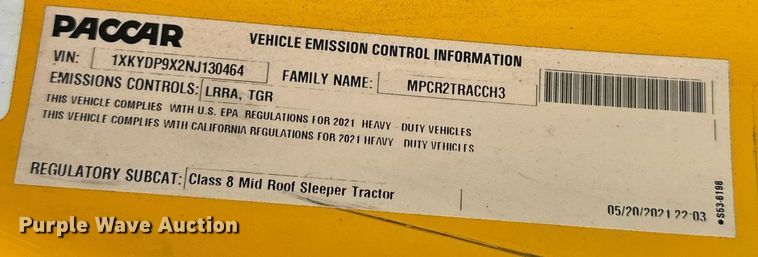 PACCAR
VEHICLE EMISSION CONTROL INFORMATION
VIN: 1XKYDP9X2NJ130464 FAMILY NAME: MPCR2TRACCH3
EMISSIONS CONTROLS: LRRA, TGR
THIS VEHICLE COMPLIES WITH U.S. EPA REGULATIONS FOR 2021 HEAVY - DUTY VEHICLES
THIS VEHICLE COMPLIES WITH CALIFORNIA REGULATIONS FOR 2021 HEAVY - DUTY VEHICLES
REGULATORY SUBCAT: Class 8 Mid Roof Sleeper Tractor
05/20/2021 22:03
S53-6198
Purple Wave Auction